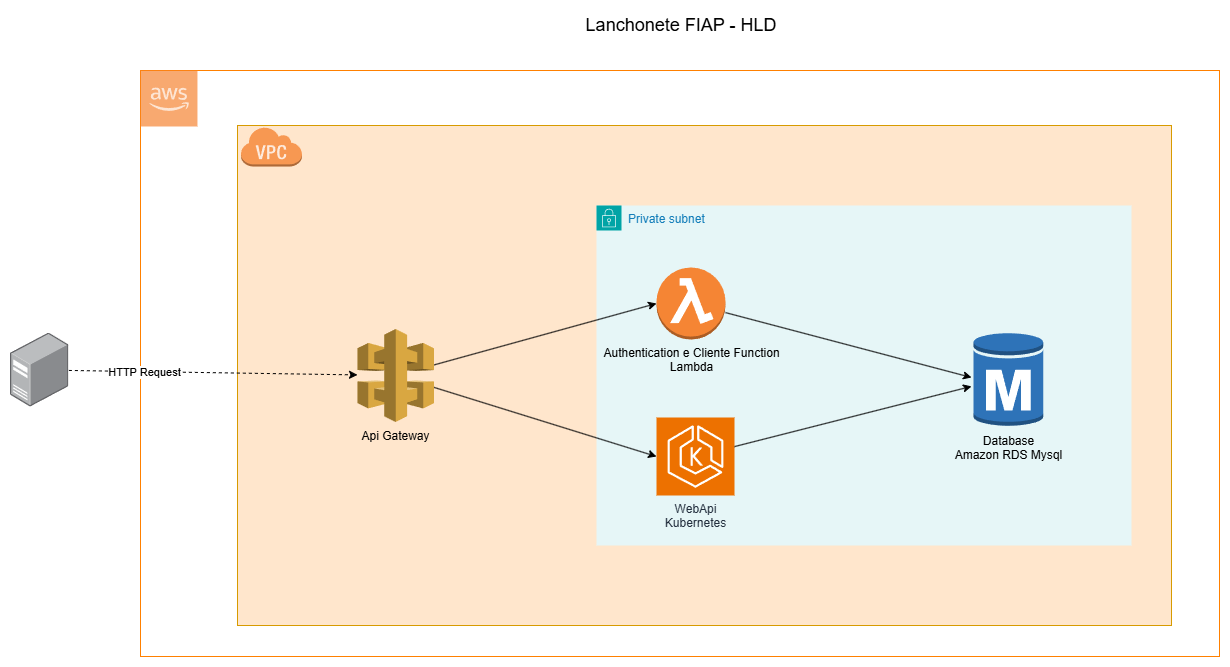 Lanchonete FIAP - HLD
aws
VPC
Private subnet
Authentication e Cliente Function
Lambda
HTTP Request
Api Gateway
M
Database
Amazon RDS Mysql
K
WebApi
Kubernetes